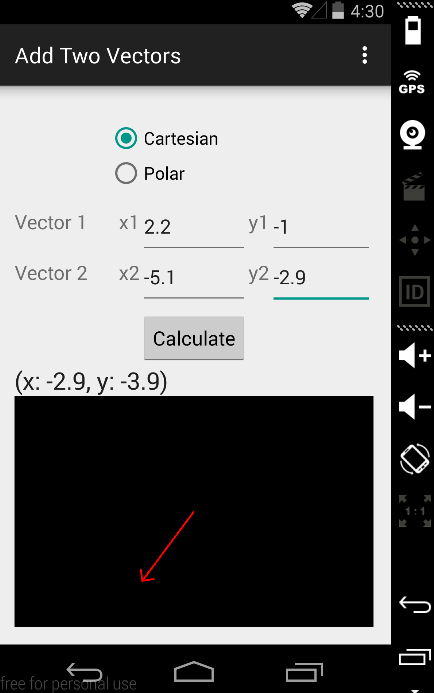 4:30
Add Two Vectors
GPS
Cartesian
Polar
Vector 1 x1 2.2 y1 -1
Vector 2 x2 -5.1 y2 -2.9
ID
Calculate
(x: -2.9, y: -3.9)
1:1
free for personal use